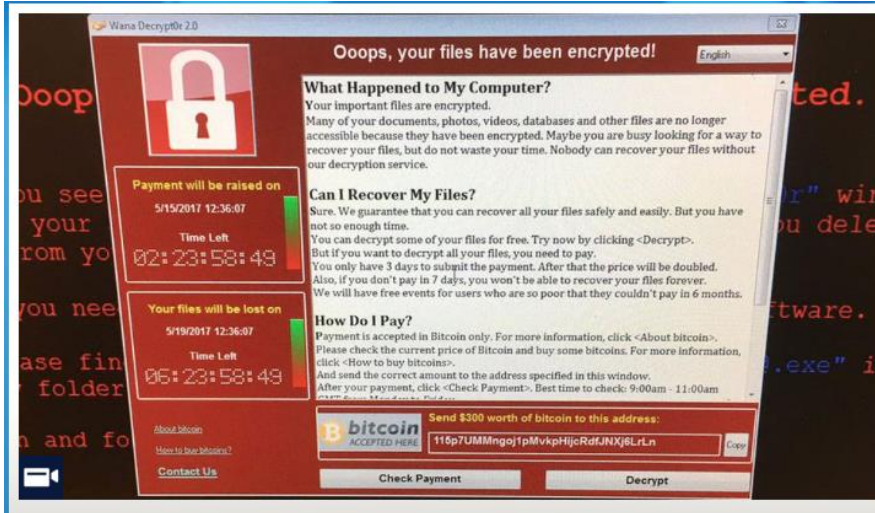 Wana Decrypt0r 2.0
Ooops, your files have been encrypted!
English
What Happened to My Computer?
Your important files are encrypted.
Many of your documents, photos, videos, databases and other files are no longer
accessible because they have been encrypted. Maybe you are busy looking for a way to
recover your files, but do not waste your time. Nobody can recover your files without
our decryption service.
Can I Recover My Files?
Sure. We guarantee that you can recover all your files safely and easily. But you have
not so enough time.
You can decrypt some of your files for free. Try now by clicking <Decrypt>.
But if you want to decrypt all your files, you need to pay.
You only have 3 days to submit the payment. After that the price will be doubled.
Also, if you don't pay in 7 days, you won't be able to recover your files forever.
We will have free events for users who are so poor that they couldn't pay in 6 months.
How Do I Pay?
Payment is accepted in Bitcoin only. For more information, click <About bitcoin>.
Please check the current price of Bitcoin and buy some bitcoins. For more information,
click <How to buy bitcoins>.
And send the correct amount to the address specified in this window.
After your payment, click <Check Payment>. Best time to check: 9:00am - 11:00am
GMT from Monday to Friday.
Payment will be raised on
5/15/2017 12:36:07
Time Left
02:23:58:49
Your files will be lost on
5/19/2017 12:36:07
Time Left
06:23:58:49
About bitcoin
How to buy bitcoins?
Contact Us
bitcoin
ACCEPTED HERE
Send $300 worth of bitcoin to this address:
115p7UMMngoj1pMvkpHijcRdfJNXj6LrLn
Copy
Check Payment
Decrypt
Ooop
ted.
ou see
r" win
your
ou dele
rom yo
you nee
tware.
ase fin
.exe" i
folder
n and fo